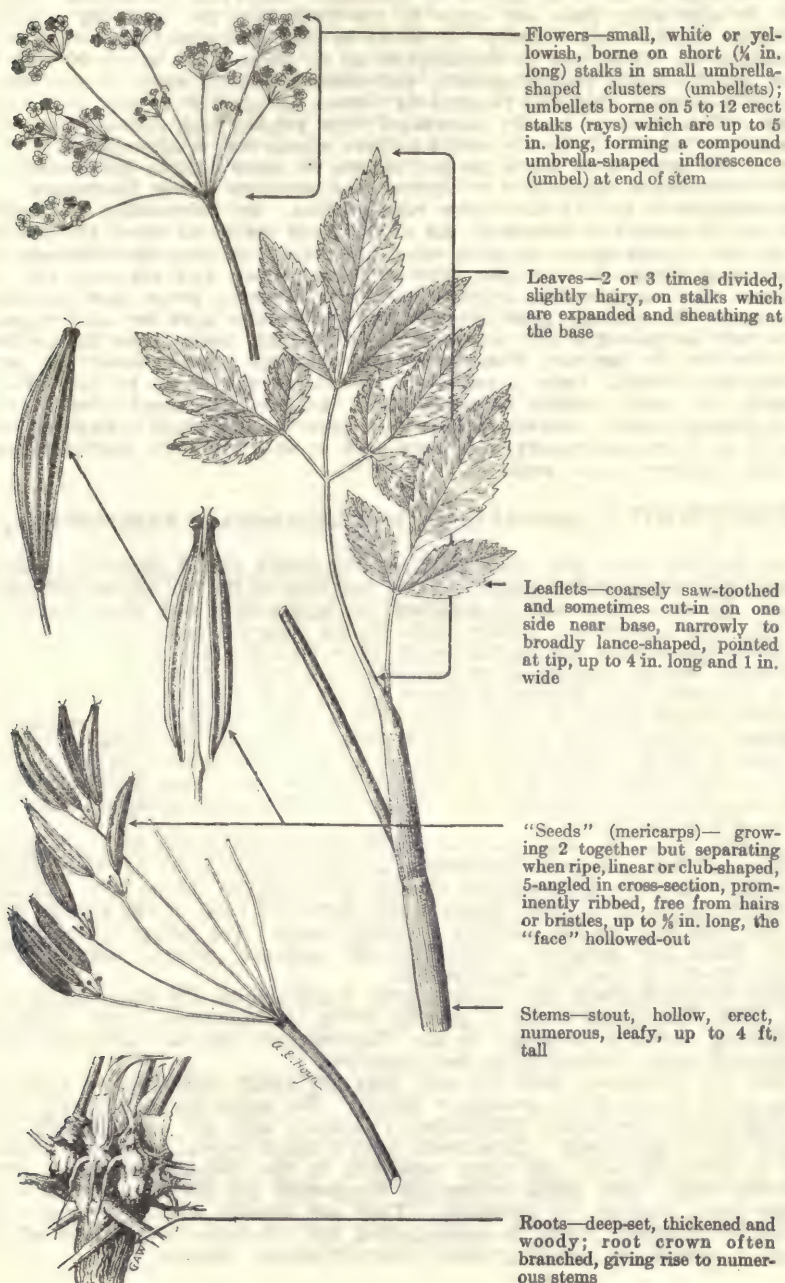 Flowers—small, white or yel-
lowish, borne on short (¼ in.
long) stalks in small umbrella-
shaped clusters (umbellets);
umbellets borne on 5 to 12 erect
stalks (rays) which are up to 5
in. long, forming a compound
umbrella-shaped inflorescence
(umbel) at end of stem
Leaves—2 or 3 times divided,
slightly hairy, on stalks which
are expanded and sheathing at
the base
Leaflets—coarsely saw-toothed
and sometimes cut-in on one
side near base, narrowly to
broadly lance-shaped, pointed
at tip, up to 4 in. long and 1 in.
wide
"Seeds" (mericarps)— grow-
ing 2 together but separating
when ripe, linear or club-shaped,
5-angled in cross-section, prom-
inently ribbed, free from hairs
or bristles, up to in. long, the
"face" hollowed-out
Stems—stout, hollow, erect,
numerous, leafy, up to 4 ft.
tall
Roots—deep-set, thickened and
woody; root crown often
branched, giving rise to numer-
ous stems